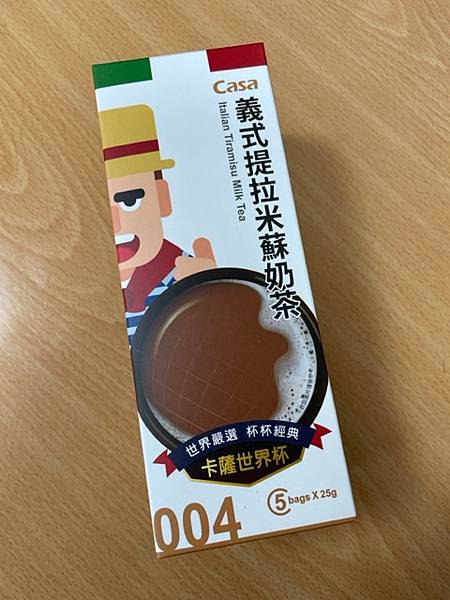 Casa
義式提拉米蘇奶茶
Italian Tiramisu Milk Tea
世界嚴選 杯杯經典
卡薩世界杯
004
5 bags X 25g